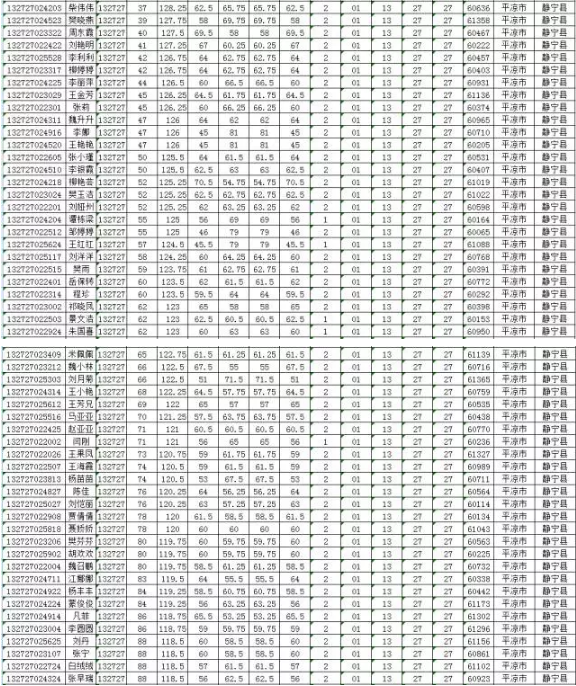 132727024203 柴伟伟 132727 37 128.25 62.5 65.75 65.75 62.5 2 01 13 27 27 60636 平凉市 静宁县
132727024523 樊晓燕 132727 39 127.75 58 69.75 69.75 58 2 01 13 27 27 61358 平凉市 静宁县
132727023322 周东霞 132727 40 127.5 69.5 58 58 69.5 2 01 13 27 27 60467 平凉市 静宁县
132727022422 刘艳明 132727 41 127.25 67 60.25 60.25 67 2 01 13 27 27 60222 平凉市 静宁县
132727025528 李利利 132727 42 126.75 64 62.75 62.75 64 2 01 13 27 27 60457 平凉市 静宁县
132727023317 柳婷婷 132727 42 126.75 64 62.75 62.75 64 2 01 13 27 27 60403 平凉市 静宁县
132727024225 李丽萍 132727 44 126.5 60 66.5 66.5 60 2 01 13 27 27 60931 平凉市 静宁县
132727023029 王金芳 132727 45 126.25 64.5 61.75 61.75 64.5 2 01 13 27 27 61136 平凉市 静宁县
132727022301 张莉 132727 45 126.25 60 66.25 66.25 60 2 01 13 27 27 60374 平凉市 静宁县
132727024311 魏升升 132727 47 126 64 62 62 64 2 01 13 27 27 60965 平凉市 静宁县
132727024916 李娜 132727 47 126 45 81 81 45 2 01 13 27 27 60710 平凉市 静宁县
132727024520 王艳艳 132727 47 126 45 81 81 45 2 01 13 27 27 60205 平凉市 静宁县
132727022605 张小瑾 132727 50 125.5 64 61.5 61.5 64 2 01 13 27 27 60531 平凉市 静宁县
132727024510 李银霞 132727 50 125.5 62.5 63 63 62.5 2 01 13 27 27 60407 平凉市 静宁县
132727024218 柳艳芸 132727 52 125.25 70.5 54.75 54.75 70.5 2 01 13 27 27 61019 平凉市 静宁县
132727023024 樊玉洁 132727 52 125.25 62.5 62.75 62.75 62.5 2 01 13 27 27 61022 平凉市 静宁县
132727022201 刘娅州 132727 52 125.25 62 63.25 63.25 62 2 01 13 27 27 60598 平凉市 静宁县
132727024204 谭栋梁 132727 55 125 56 69 69 56 1 01 13 27 27 60164 平凉市 静宁县
132727022512 邹婷婷 132727 55 125 46 79 79 46 2 01 13 27 27 60065 平凉市 静宁县
132727025624 王红红 132727 57 124.5 45.5 79 79 45.5 1 01 13 27 27 61088 平凉市 静宁县
132727025117 刘洋洋 132727 58 124.25 60 64.25 64.25 60 2 01 13 27 27 60768 平凉市 静宁县
132727022515 樊雨 132727 59 123.75 61 62.75 62.75 61 2 01 13 27 27 60391 平凉市 静宁县
132727022401 岳保转 132727 60 123.5 62 61.5 61.5 62 2 01 13 27 27 60772 平凉市 静宁县
132727022314 程珍 132727 60 123.5 59.5 64 64 59.5 2 01 13 27 27 60292 平凉市 静宁县
132727023002 祁晓凤 132727 62 123 65 58 58 65 2 01 13 27 27 60398 平凉市 静宁县
132727022503 景文浩 132727 62 123 62.5 60.5 60.5 62.5 1 01 13 27 27 60153 平凉市 静宁县
132727022924 朱国喜 132727 62 123 60 63 63 60 1 01 13 27 27 60950 平凉市 静宁县
132727023409 米佩佩 132727 65 122.75 61.5 61.25 61.25 61.5 2 01 13 27 27 61139 平凉市 静宁县
132727023212 魏小林 132727 66 122.5 67.5 55 55 67.5 2 01 13 27 27 60716 平凉市 静宁县
132727025303 刘月菊 132727 66 122.5 51 71.5 71.5 51 2 01 13 27 27 61365 平凉市 静宁县
132727024314 王小艳 132727 68 122.25 64.5 57.75 57.75 64.5 2 01 13 27 27 60759 平凉市 静宁县
132727025612 王芳兄 132727 69 122 65 57 57 65 2 01 13 27 27 60535 平凉市 静宁县
132727025516 马亚亚 132727 70 121.25 57.5 63.75 63.75 57.5 2 01 13 27 27 60438 平凉市 静宁县
132727022425 赵亚亚 132727 71 121 60.5 60.5 60.5 60.5 2 01 13 27 27 60770 平凉市 静宁县
132727022002 闫刚 132727 71 121 56 65 65 56 1 01 13 27 27 60236 平凉市 静宁县
132727022026 王果凤 132727 73 120.75 59 61.75 61.75 59 2 01 13 27 27 61327 平凉市 静宁县
132727022507 王海霞 132727 74 120.5 59 61.5 61.5 59 2 01 13 27 27 60989 平凉市 静宁县
132727023813 杨苗苗 132727 74 120.5 53 67.5 67.5 53 2 01 13 27 27 60711 平凉市 静宁县
132727024827 陈佳 132727 76 120.25 64 56.25 56.25 64 2 01 13 27 27 60564 平凉市 静宁县
132727025027 刘恺丽 132727 76 120.25 63 57.25 57.25 63 2 01 13 27 27 60114 平凉市 静宁县
132727022908 贾倩倩 132727 78 120 61.5 58.5 58.5 61.5 2 01 13 27 27 60134 平凉市 静宁县
132727025818 聂娇娇 132727 78 120 60 60 60 60 2 01 13 27 27 61043 平凉市 静宁县
132727023206 樊芬芬 132727 80 119.75 60 59.75 59.75 60 2 01 13 27 27 60563 平凉市 静宁县
132727025902 胡欢欢 132727 80 119.75 60 59.75 59.75 60 2 01 13 27 27 60225 平凉市 静宁县
132727022004 魏日鹏 132727 80 119.75 58.5 61.25 61.25 58.5 2 01 13 27 27 60732 平凉市 静宁县
132727024711 江娜娜 132727 83 119.5 64 55.5 55.5 64 2 01 13 27 27 60338 平凉市 静宁县
132727024922 杨丰丰 132727 84 119.25 58.5 60.75 60.75 58.5 2 01 13 27 27 60442 平凉市 静宁县
132727024224 蒙俊俊 132727 84 119.25 56 63.25 63.25 56 2 01 13 27 27 61173 平凉市 静宁县
132727024914 凡菲 132727 86 118.75 65.5 53.25 53.25 65.5 2 01 13 27 27 61302 平凉市 静宁县
132727023004 李圆圆 132727 86 118.75 59 59.75 59.75 59 2 01 13 27 27 61296 平凉市 静宁县
132727025625 刘丹 132727 88 118.5 60 58.5 58.5 60 2 01 13 27 27 61156 平凉市 静宁县
132727023107 张宁 132727 88 118.5 60 58.5 58.5 60 2 01 13 27 27 60861 平凉市 静宁县
132727022724 白绒绒 132727 88 118.5 57 61.5 61.5 57 2 01 13 27 27 61102 平凉市 静宁县
132727024324 张早瑞 132727 88 118.5 56 62.5 62.5 56 2 01 13 27 27 60923 平凉市 静宁县